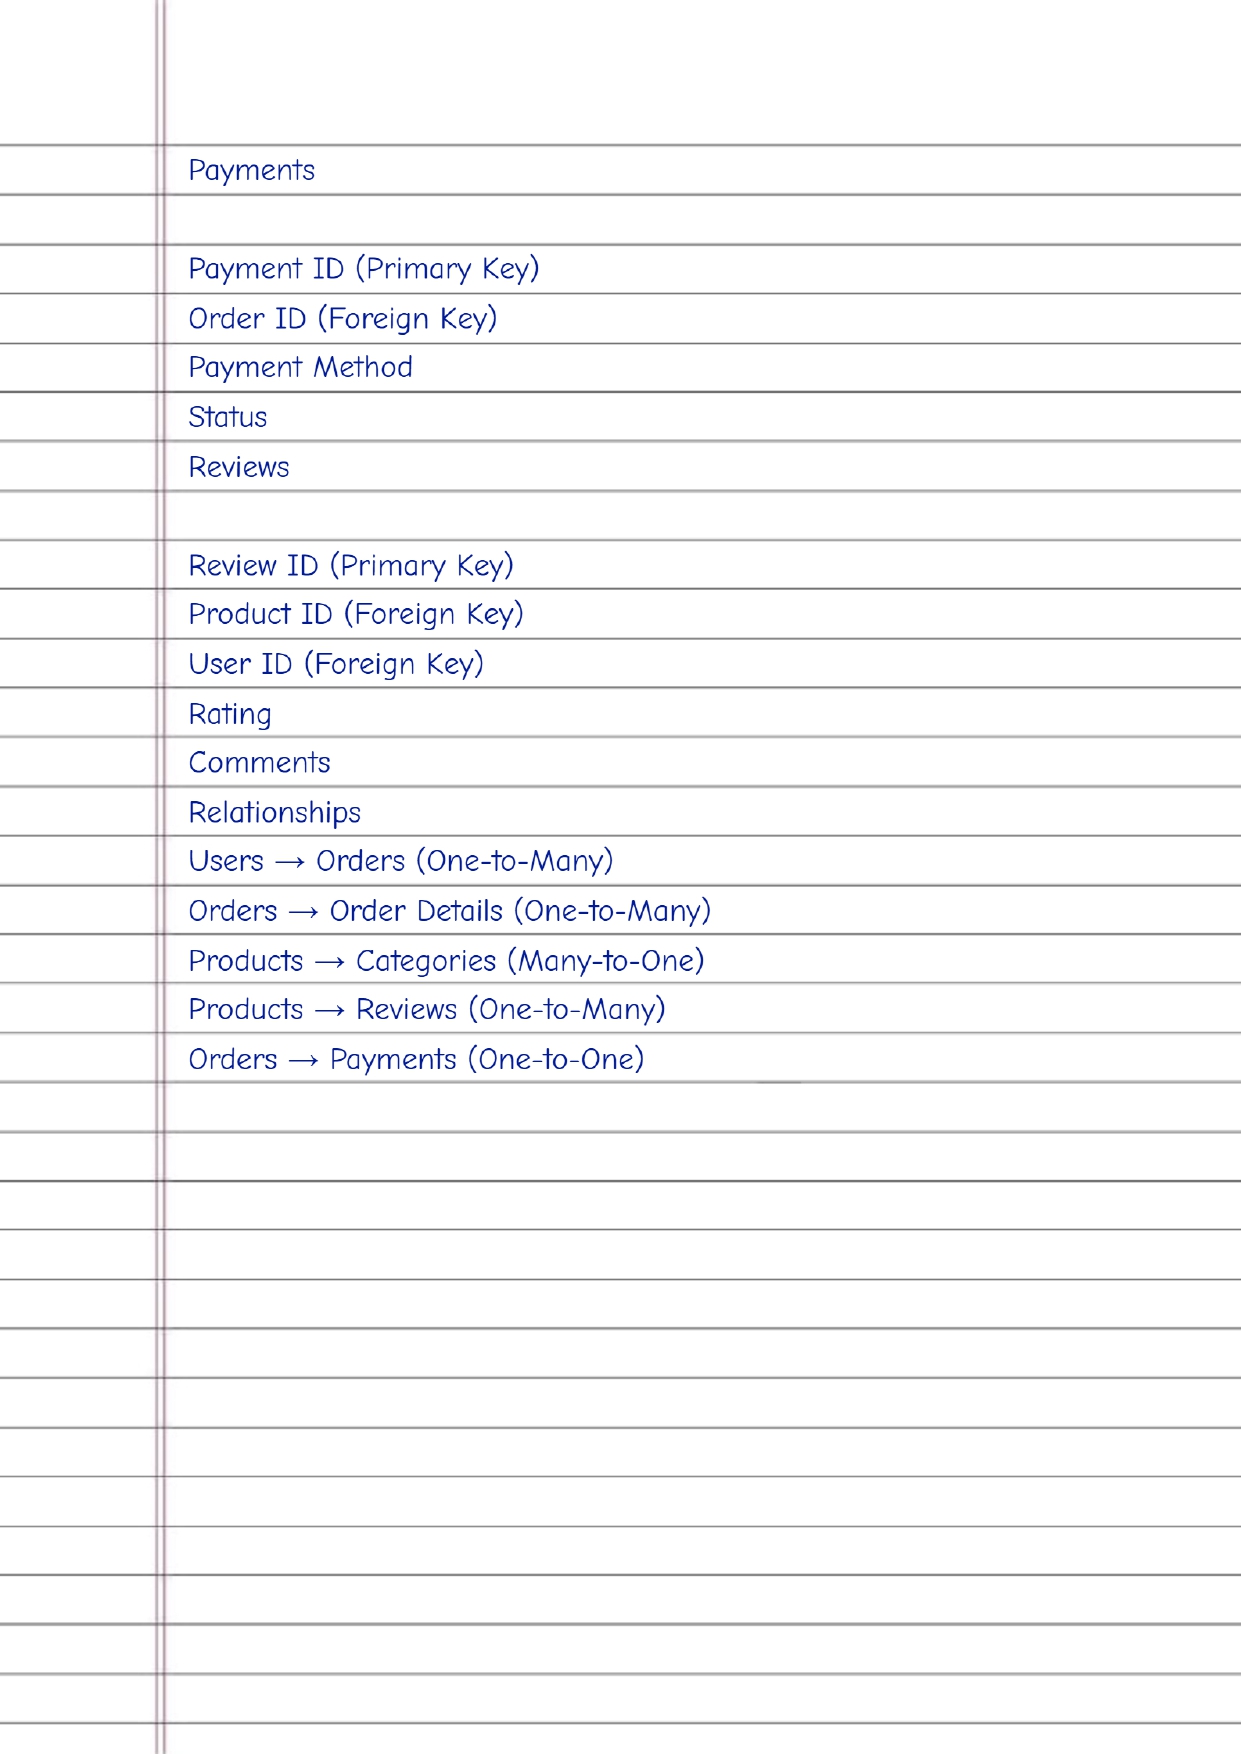 Payments
Payment ID (Primary Key)
Order ID (Foreign Key)
Payment Method
Status
Reviews
Review ID (Primary Key)
Product ID (Foreign Key)
User ID (Foreign Key)
Rating
Comments
Relationships
Users → Orders (One-to-Many)
Orders → Order Details (One-to-Many)
Products → Categories (Many-to-One)
Products → Reviews (One-to-Many)
Orders → Payments (One-to-One)